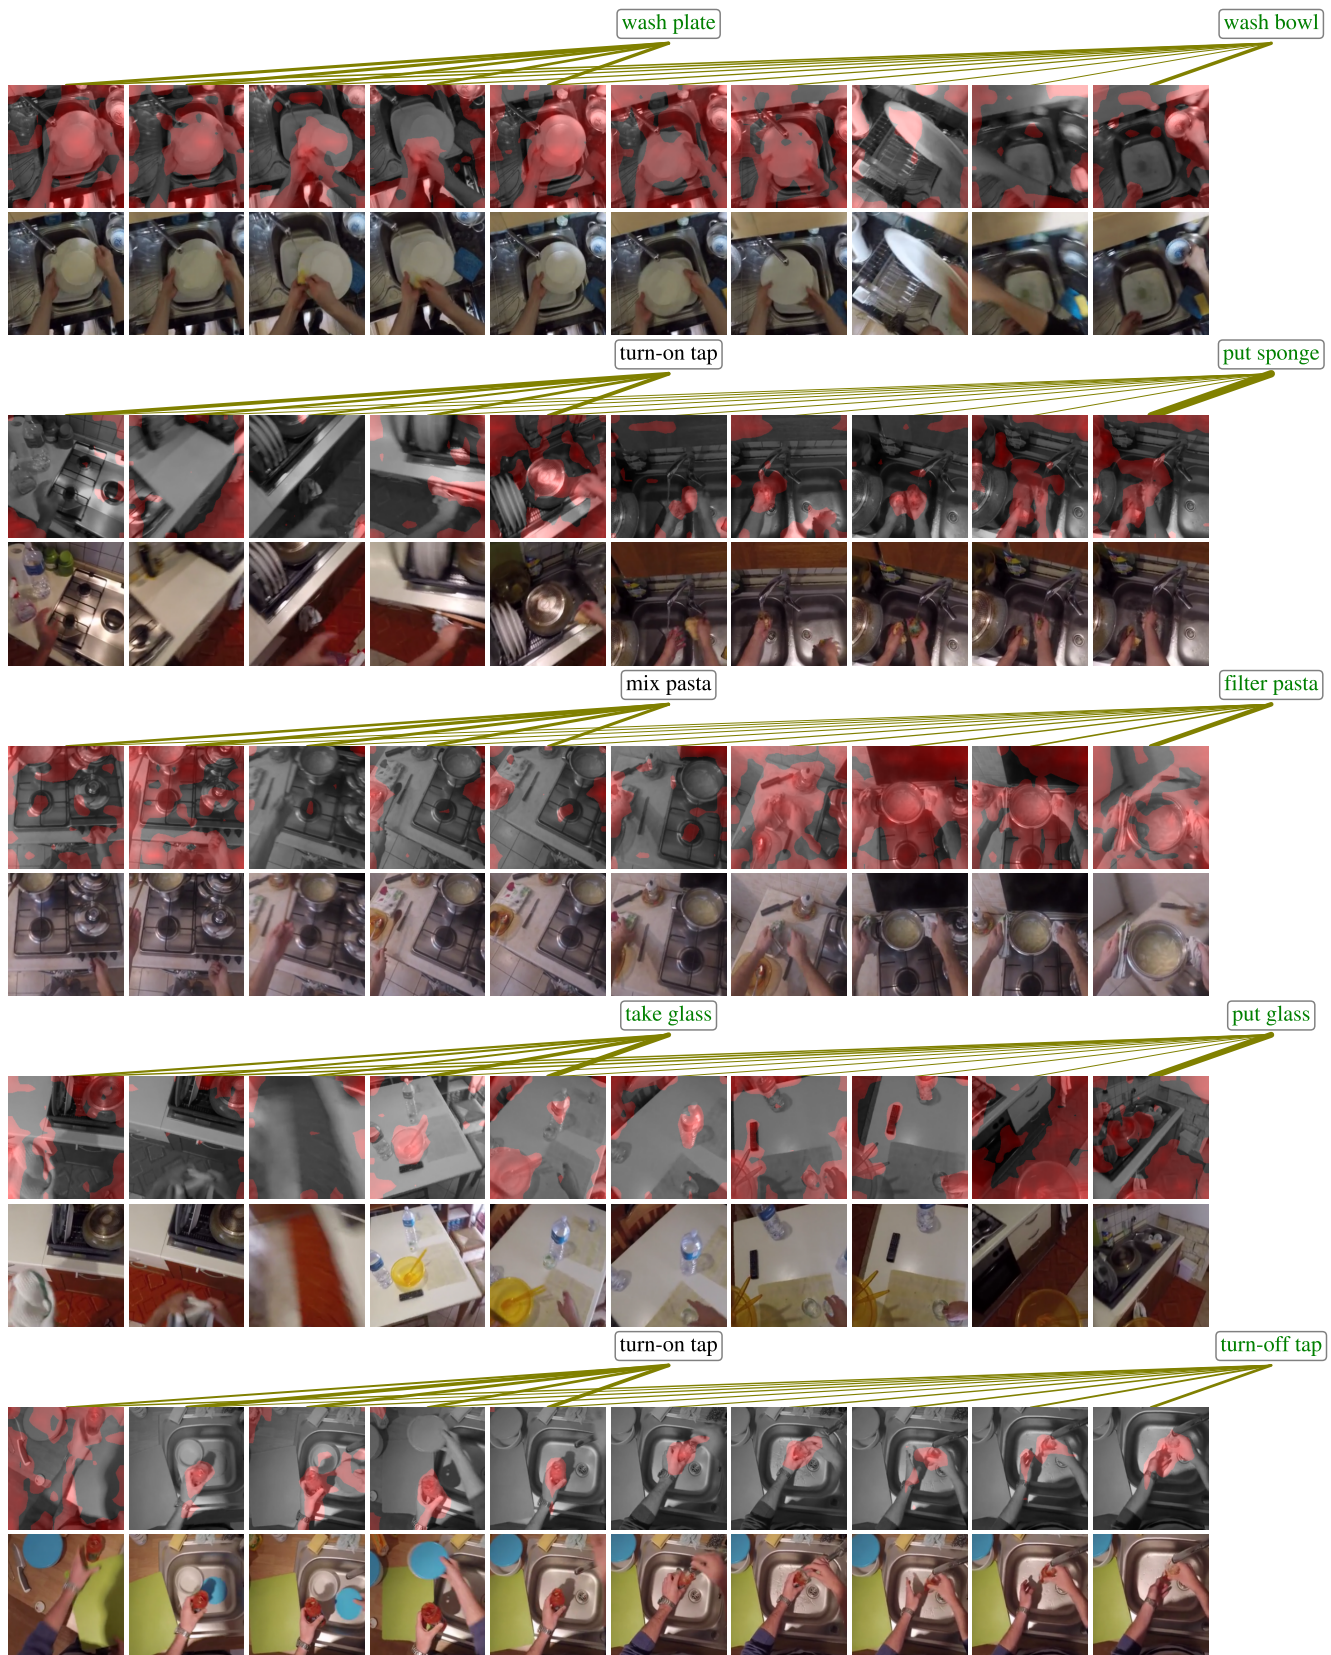 wash plate
wash bowl
turn-on tap
put sponge
mix pasta
filter pasta
take glass
put glass
turn-on tap
turn-off tap